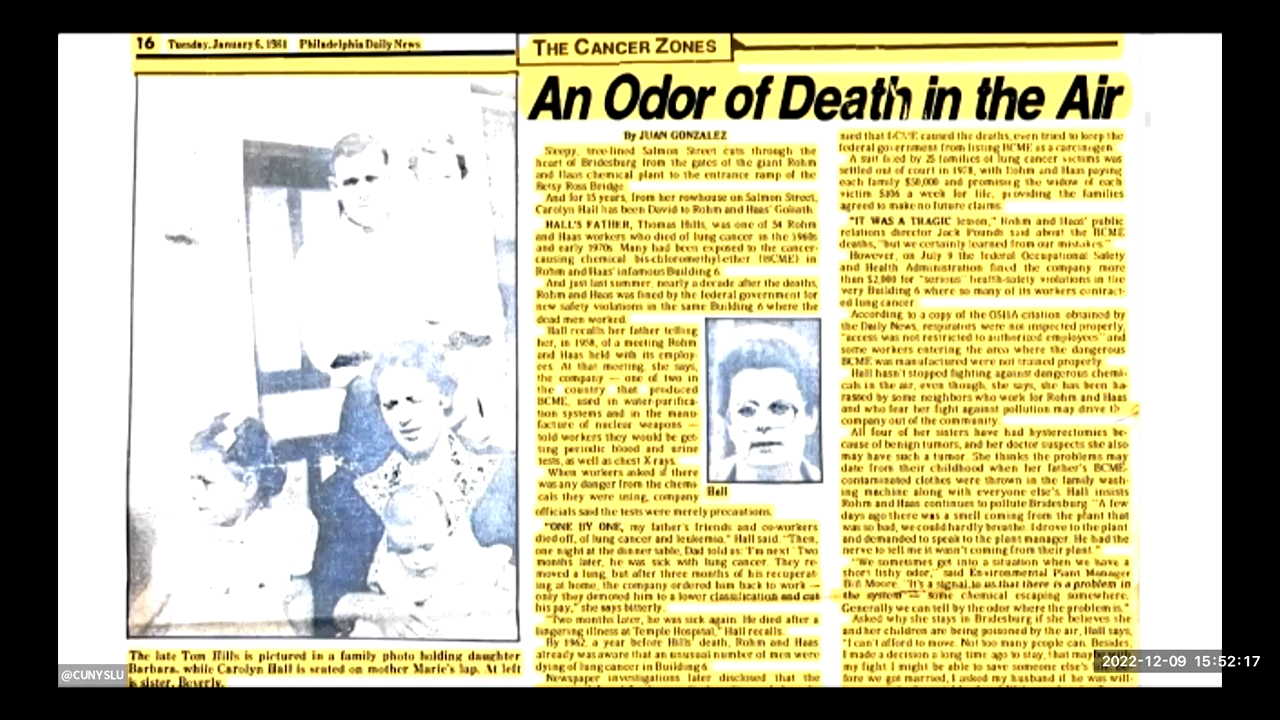 16 Tuesday, January 6, 1981 Philadelphia Daily News
THE CANCER ZONES
An Odor of Death in the Air
By JUAN GONZALEZ
Sleepy, tree-lined Salmon Street cuts through the
heart of Bridesburg from the gates of the giant Rohm
and Haas chemical plant to the entrance ramp of the
Betsy Ross Bridge.
And for 15 years, from her rowhouse on Salmon Street,
Carolyn Hall has been David to Rohm and Haas' Goliath.
HALL'S FATHER, Thomas Hills, was one of 54 Rohm
and Haas workers who died of lung cancer in the 1960s
and early 1970s. Many had been exposed to the cancer-
causing chemical bis-chloromethyl-ether (BCME) in
Rohm and Haas' infamous Building 6.
And just last summer, nearly a decade after the deaths,
Rohm and Haas was fined by the federal government for
new safety violations in the same Building 6 where the
dead men worked.
Hall recalls her father telling
her, in 1958, of a meeting Rohm
and Haas held with its employ-
ees. At that meeting, she says,
the company — one of two in
the country that produced
BCME, used in water-purifica-
tion systems and in the manu-
facture of nuclear weapons —
told workers they would be get-
ting periodic blood and urine
tests, as well as chest X-rays.
When workers asked if there
was any danger from the chemi-
cals they were using, company
officials said the tests were merely precautions.
Hall
"ONE BY ONE, my father's friends and co-workers
died off, of lung cancer and leukemia," Hall said. "Then,
one night at the dinner table, Dad told us: 'I'm next.' Two
months later, he was sick with lung cancer. They re-
moved a lung, but after three months of his recuperat-
ing at home, the company ordered him back to work —
only they demoted him to a lower classification and cut
his pay," she says bitterly.
"Two months later, he was sick again. He died after a
lingering illness at Temple Hospital," Hall recalls.
By 1962, a year before Hills' death, Rohm and Haas
already was aware that an unusual number of men were
dying of lung cancer in Building 6.
Newspaper investigations later disclosed that the
nied that BCME caused the deaths, even tried to keep the
federal government from listing BCME as a carcinogen.
A suit filed by 25 families of lung cancer victims was
settled out of court in 1978, with Rohm and Haas paying
each family $50,000 and promising the widow of each
victim $106 a week for life, providing the families
agreed to make no future claims.
"IT WAS A TRAGIC lesson," Rohm and Haas' public
relations director Jack Pounds said about the BCME
deaths, "but we certainly learned from our mistakes."
However, on July 9 the federal Occupational Safety
and Health Administration fined the company more
than $2,000 for "serious" health-safety violations in the
very Building 6 where so many of its workers contract-
ed lung cancer.
According to a copy of the OSHA citation obtained by
the Daily News, respirators were not inspected properly,
"access was not restricted to authorized employees" and
some workers entering the area where the dangerous
BCME was manufactured were not trained properly.
Hall hasn't stopped fighting against dangerous chemi-
cals in the air, even though, she says, she has been ha-
rassed by some neighbors who work for Rohm and Haas
and who fear her fight against pollution may drive
company out of the community.
All four of her sisters have had hysterectomies be-
cause of benign tumors, and her doctor suspects she also
may have such a tumor. She thinks the problems may
date from their childhood when her father's BCME-
contaminated clothes were thrown in the family wash-
ing machine along with everyone else's. Hall insists
Rohm and Haas continues to pollute Bridesburg. "A few
days ago there was a smell coming from the plant that
was so bad, we could hardly breathe. I drove to the plant
and demanded to speak to the plant manager. He had the
nerve to tell me it wasn't coming from their plant."
"We sometimes get into a situation when we have a
short fishy odor," said Environmental Plant Manager
Bill Moore. "It's a signal to us that there is a problem in
the system — some chemical escaping somewhere.
Generally we can tell by the odor where the problem is."
Asked why she stays in Bridesburg if she believes she
and her children are being poisoned by the air, Hall says,
"I can't afford to move. Not too many people can. Besides,
I made a decision a long time ago to stay, that
my fight I might be able to save someone else's
fore we got married, I asked my husband if he was will-
The late Tom Hills is pictured in a family photo holding daughter
Barbara, while Carolyn Hall is seated on mother Marie's lap. At left
is sister, Beverly.
@CUNYSLU
2022-12-09 15:52:17